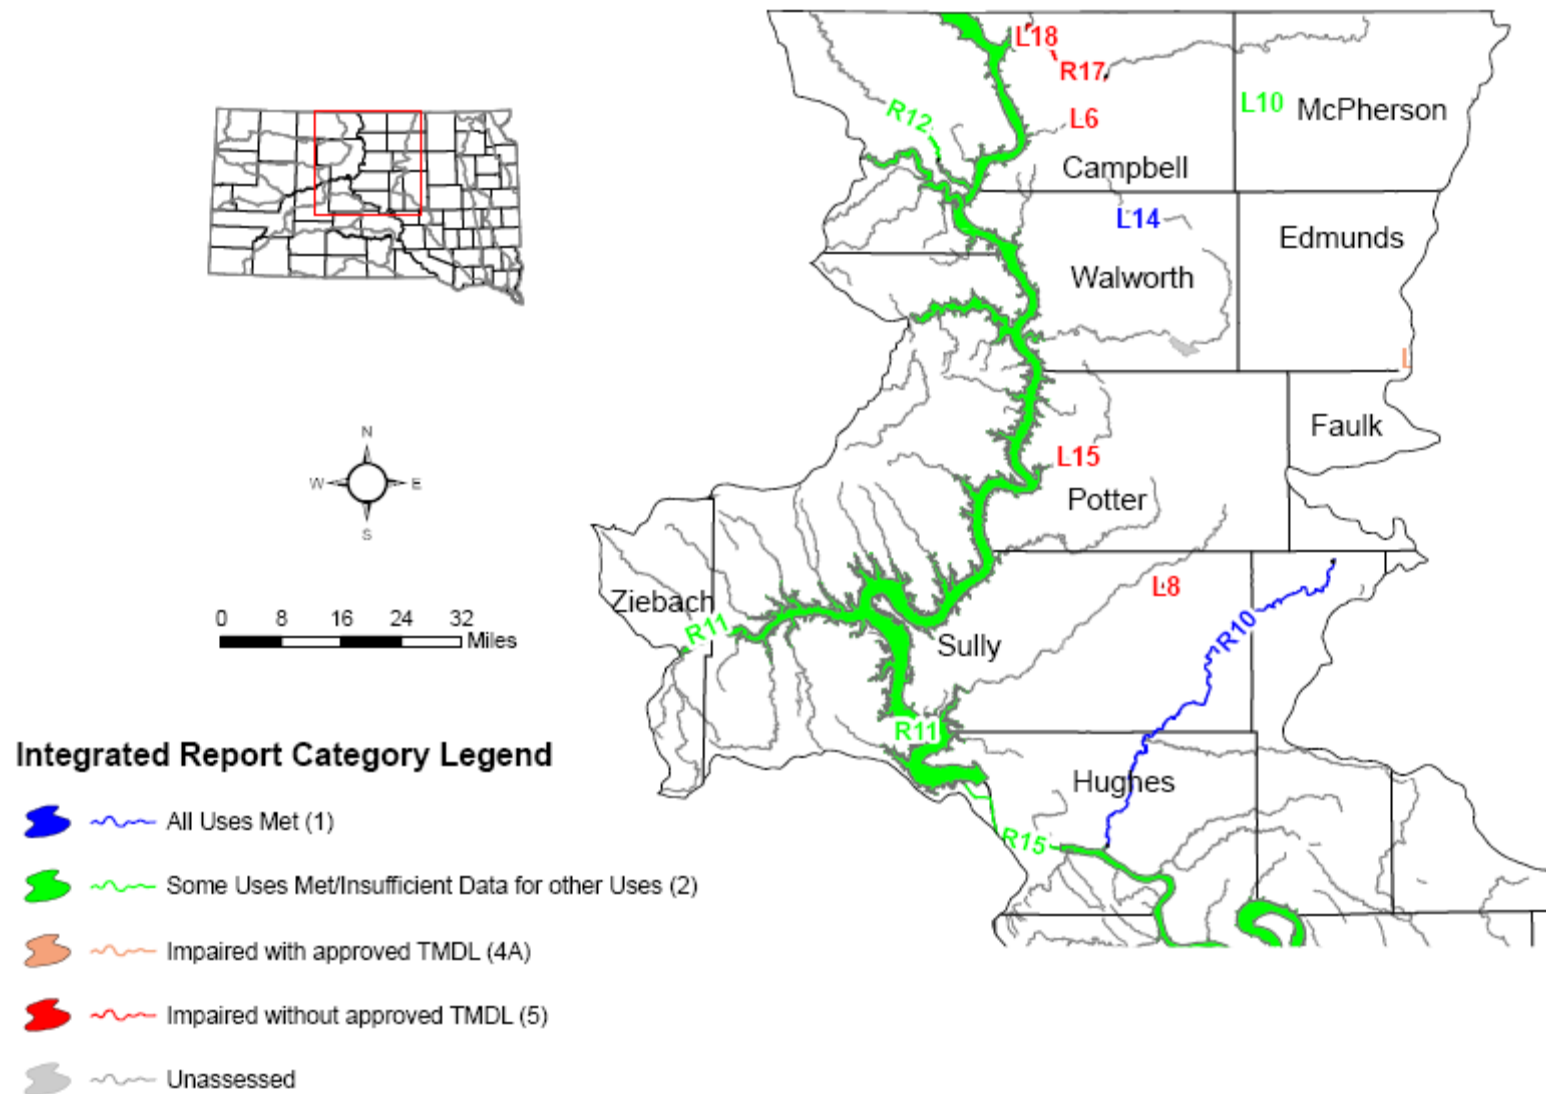 L18
R17
L10
McPherson
R12
L6
Campbell
L14
Edmunds
Walworth
L
Faulk
L15
Potter
N
W
E
S
L8
Ziebach
0 8 16 24 32
Miles
R11
R10
Sully
R11
Hughes
R15
Integrated Report Category Legend
All Uses Met (1)
Some Uses Met/Insufficient Data for other Uses (2)
Impaired with approved TMDL (4A)
Impaired without approved TMDL (5)
Unassessed